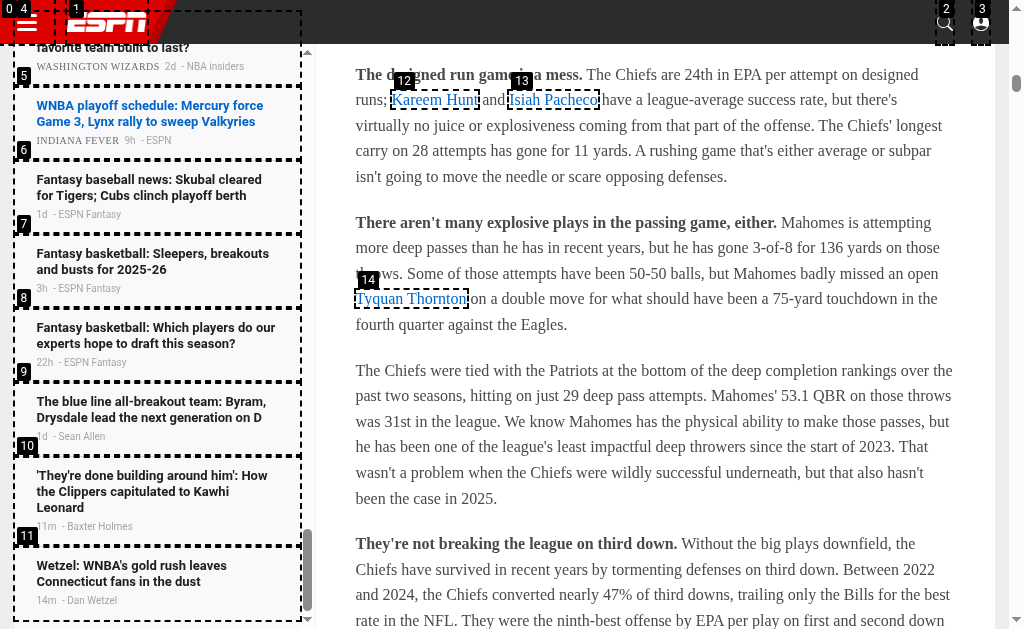 0
4
1
ESPN
2
3
favorite team built to last?
WASHINGTON WIZARDS 2d - NBA insiders
5
WNBA playoff schedule: Mercury force
Game 3, Lynx rally to sweep Valkyries
INDIANA FEVER 9h - ESPN
6
Fantasy baseball news: Skubal cleared
for Tigers; Cubs clinch playoff berth
1d - ESPN Fantasy
7
Fantasy basketball: Sleepers, breakouts
and busts for 2025-26
3h - ESPN Fantasy
8
Fantasy basketball: Which players do our
experts hope to draft this season?
22h - ESPN Fantasy
9
The blue line all-breakout team: Byram,
Drysdale lead the next generation on D
1d - Sean Allen
10
'They're done building around him': How
the Clippers capitulated to Kawhi
Leonard
11m - Baxter Holmes
11
Wetzel: WNBA's gold rush leaves
Connecticut fans in the dust
14m - Dan Wetzel
The designed run game is a mess. The Chiefs are 24th in EPA per attempt on designed
12
13
runs; Kareem Hunt and Isiah Pacheco have a league-average success rate, but there's
virtually no juice or explosiveness coming from that part of the offense. The Chiefs' longest
carry on 28 attempts has gone for 11 yards. A rushing game that's either average or subpar
isn't going to move the needle or scare opposing defenses.
There aren't many explosive plays in the passing game, either. Mahomes is attempting
more deep passes than he has in recent years, but he has gone 3-of-8 for 136 yards on those
throws. Some of those attempts have been 50-50 balls, but Mahomes badly missed an open
14
Tyquan Thornton on a double move for what should have been a 75-yard touchdown in the
fourth quarter against the Eagles.
The Chiefs were tied with the Patriots at the bottom of the deep completion rankings over the
past two seasons, hitting on just 29 deep pass attempts. Mahomes' 53.1 QBR on those throws
was 31st in the league. We know Mahomes has the physical ability to make those passes, but
he has been one of the league's least impactful deep throwers since the start of 2023. That
wasn't a problem when the Chiefs were wildly successful underneath, but that also hasn't
been the case in 2025.
They're not breaking the league on third down. Without the big plays downfield, the
Chiefs have survived in recent years by tormenting defenses on third down. Between 2022
and 2024, the Chiefs converted nearly 47% of third downs, trailing only the Bills for the best
rate in the NFL. They were the ninth-best offense by EPA per play on first and second down